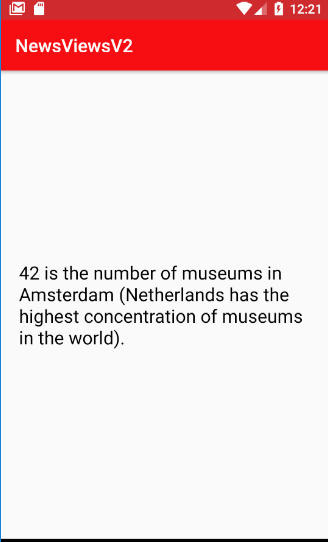 12:21
NewsViewsV2
42 is the number of museums in
Amsterdam (Netherlands has the
highest concentration of museums
in the world).